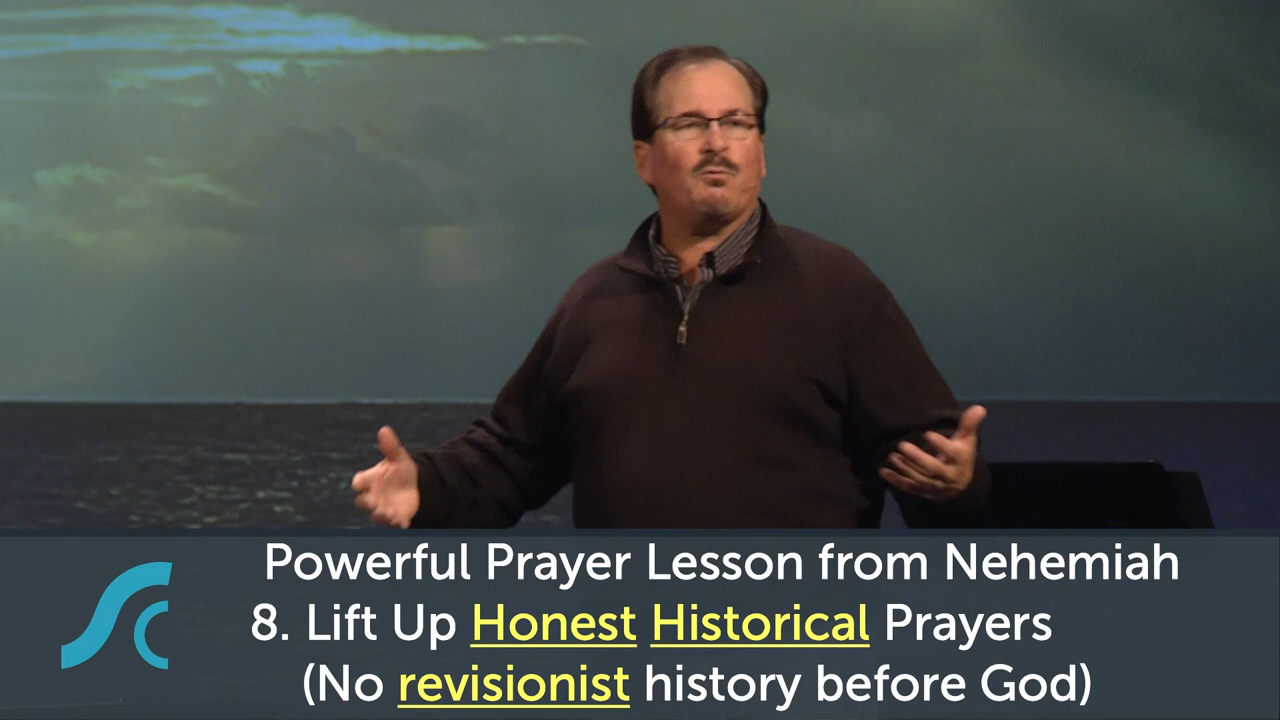 Powerful Prayer Lesson from Nehemiah
8. Lift Up Honest Historical Prayers
(No revisionist history before God)